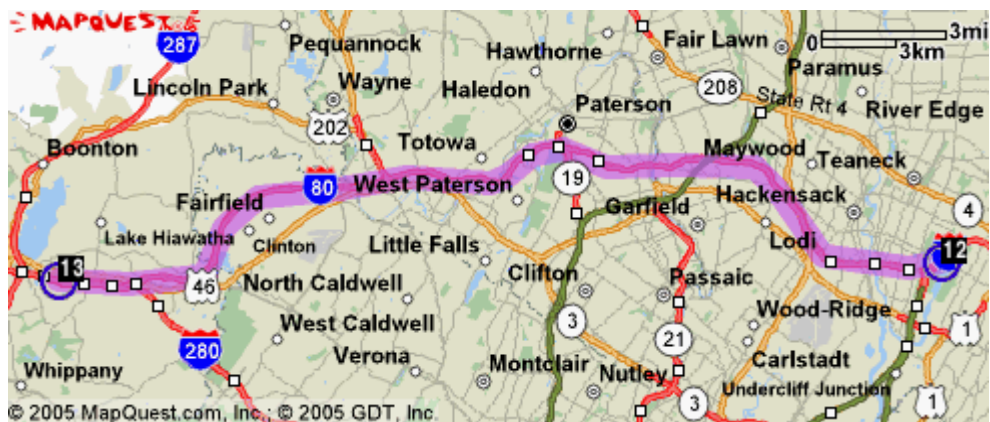 MAPQUEST
287
Pequannock
Hawthorne
Fair Lawn
0
3mi
3km
Lincoln Park
Wayne
Haledon
Paterson
208
Paramus
State Rt 4
River Edge
202
Boonton
Totowa
Maywood
Teaneck
80
West Paterson
19
Hackensack
4
Fairfield
Garfield
Lake Hiawatha
Clinton
Little Falls
Lodi
12
13
46
North Caldwell
Clifton
Passaic
Wood-Ridge
1
West Caldwell
3
21
280
Verona
Montclair
Nutley
Carlstadt
Whippany
Undercliff Junction
3
1
© 2005 MapQuest.com, Inc.; © 2005 GDT, Inc.